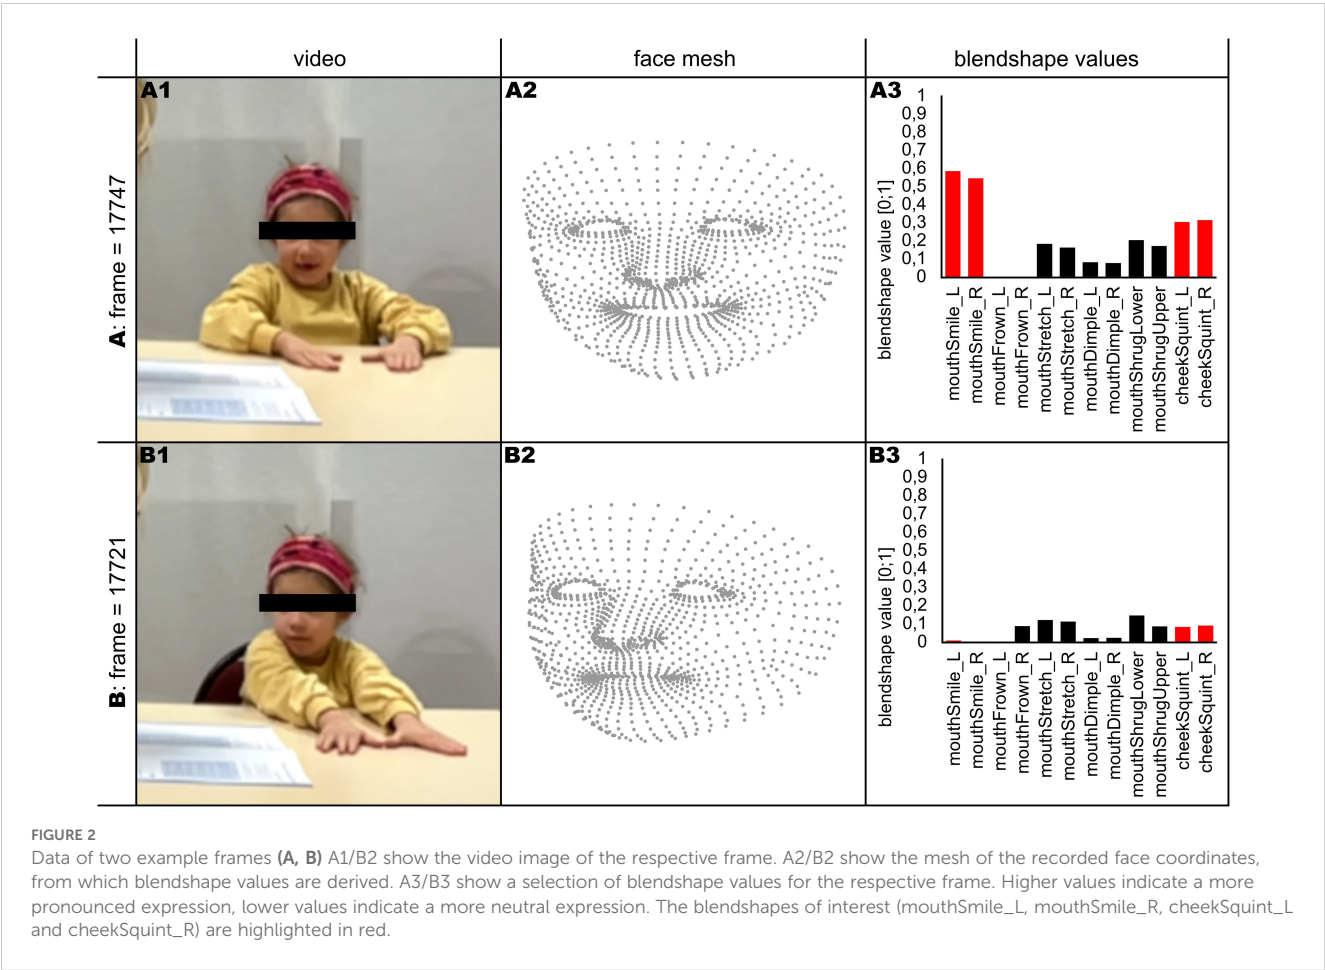 video
face mesh
blendshape values
A: frame = 17747
A1
A2
A3
blendshape value [0;1]
1
0,9
0,8
0,7
0,6
0,5
0,4
0,3
0,2
0,1
0
mouthSmile_L
mouthSmile_R
mouthFrown_L
mouthFrown_R
mouthStretch_L
mouthStretch_R
mouthDimple_L
mouthDimple_R
mouthShrugLower
mouthShrugUpper
cheekSquint_L
cheekSquint_R
B: frame = 17721
B1
B2
B3
blendshape value [0;1]
1
0,9
0,8
0,7
0,6
0,5
0,4
0,3
0,2
0,1
0
mouthSmile_L
mouthSmile_R
mouthFrown_L
mouthFrown_R
mouthStretch_L
mouthStretch_R
mouthDimple_L
mouthDimple_R
mouthShrugLower
mouthShrugUpper
cheekSquint_L
cheekSquint_R
FIGURE 2
Data of two example frames (A, B) A1/B2 show the video image of the respective frame. A2/B2 show the mesh of the recorded face coordinates,
from which blendshape values are derived. A3/B3 show a selection of blendshape values for the respective frame. Higher values indicate a more
pronounced expression, lower values indicate a more neutral expression. The blendshapes of interest (mouthSmile_L, mouthSmile_R, cheekSquint_L
and cheekSquint_R) are highlighted in red.